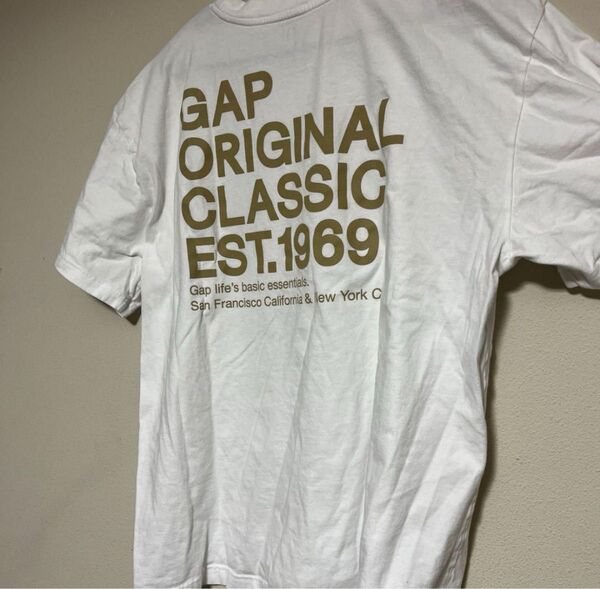 GAP
ORIGINAL
CLASSIC
EST.1969
Gap life's basic essentials.
San Francisco California & New York C